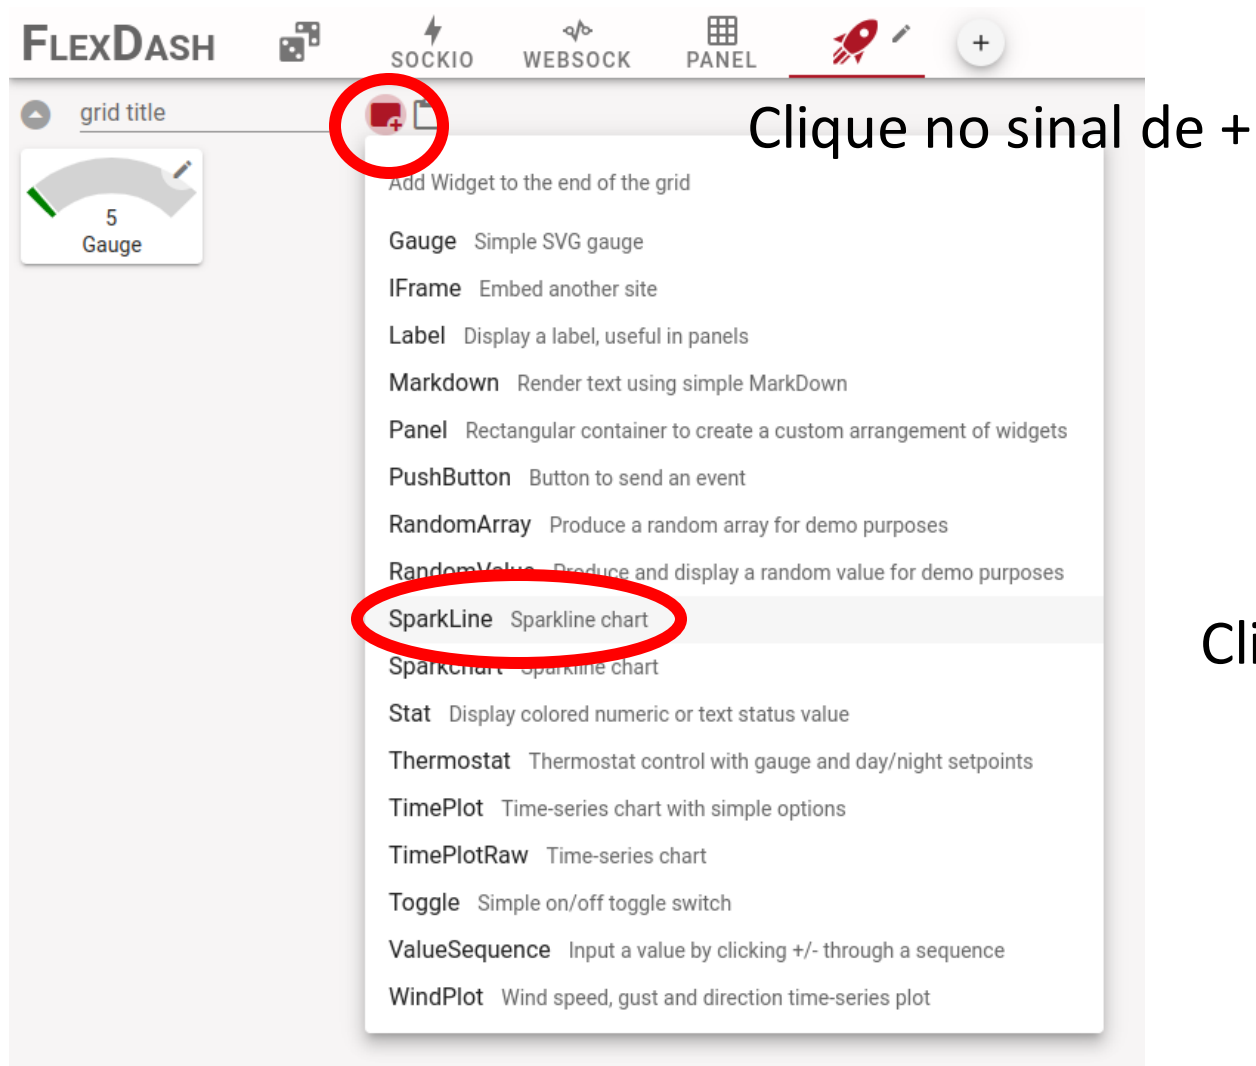 FLEXDASH
SOCKIO WEBSOCK PANEL +
grid title
Clique no sinal de +
Add Widget to the end of the grid
5
Gauge
Gauge Simple SVG gauge
IFrame Embed another site
Label Display a label, useful in panels
Markdown Render text using simple MarkDown
Panel Rectangular container to create a custom arrangement of widgets
PushButton Button to send an event
RandomArray Produce a random array for demo purposes
RandomValue Produce and display a random value for demo purposes
SparkLine Sparkline chart
Cli
Sparkchart Sparkline chart
Stat Display colored numeric or text status value
Thermostat Thermostat control with gauge and day/night setpoints
TimePlot Time-series chart with simple options
TimePlotRaw Time-series chart
Toggle Simple on/off toggle switch
ValueSequence Input a value by clicking +/- through a sequence
WindPlot Wind speed, gust and direction time-series plot